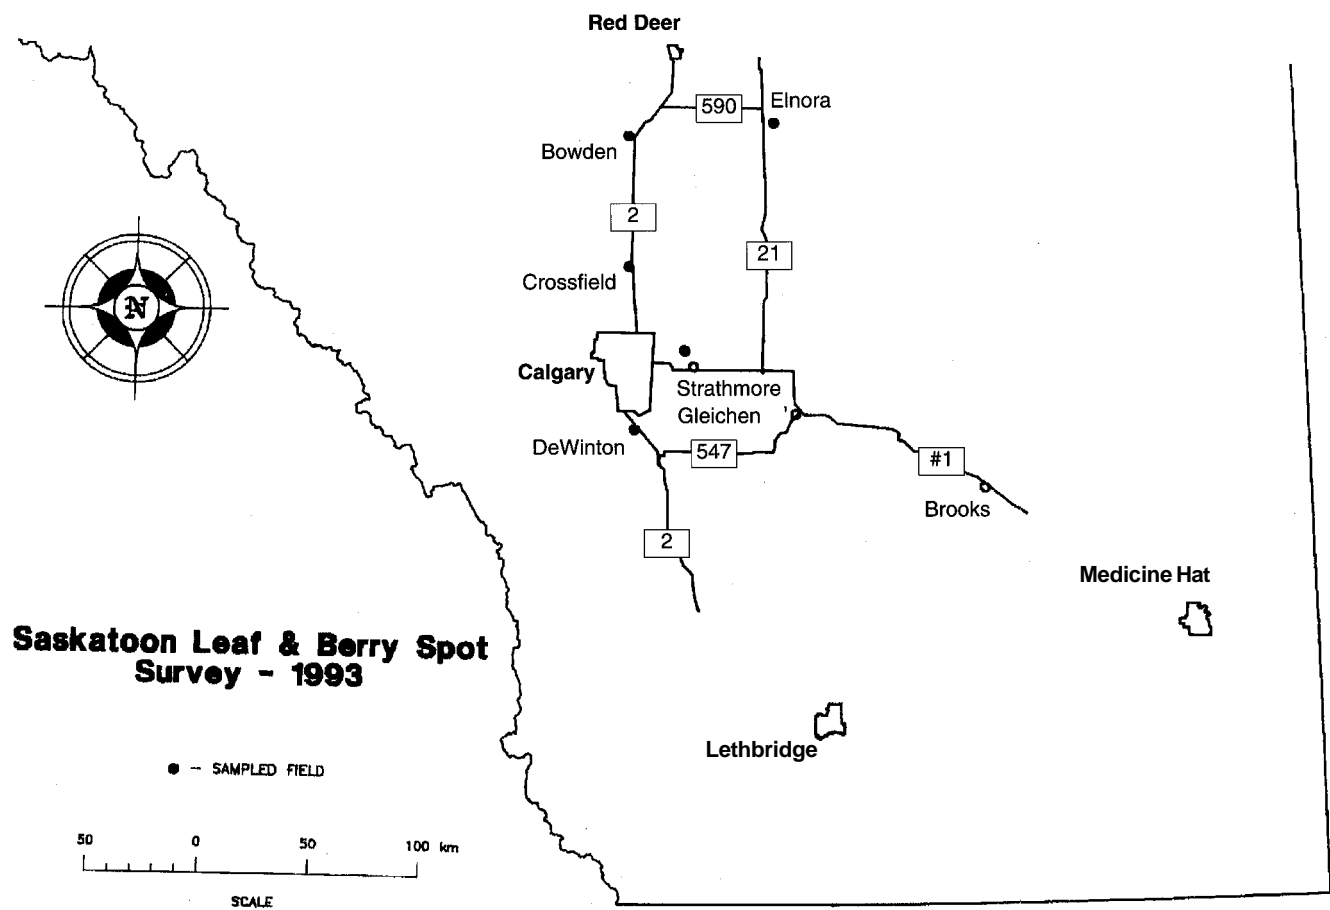 Red Deer
590
Elnora
Bowden
2
21
Crossfield
N
Calgary
Strathmore
Gleichen
DeWinton
547
#1
Brooks
2
Medicine Hat
Saskatoon Leaf & Berry Spot
Survey - 1993
Lethbridge
● - SAMPLED FIELD
50 0 50 100 km
SCALE